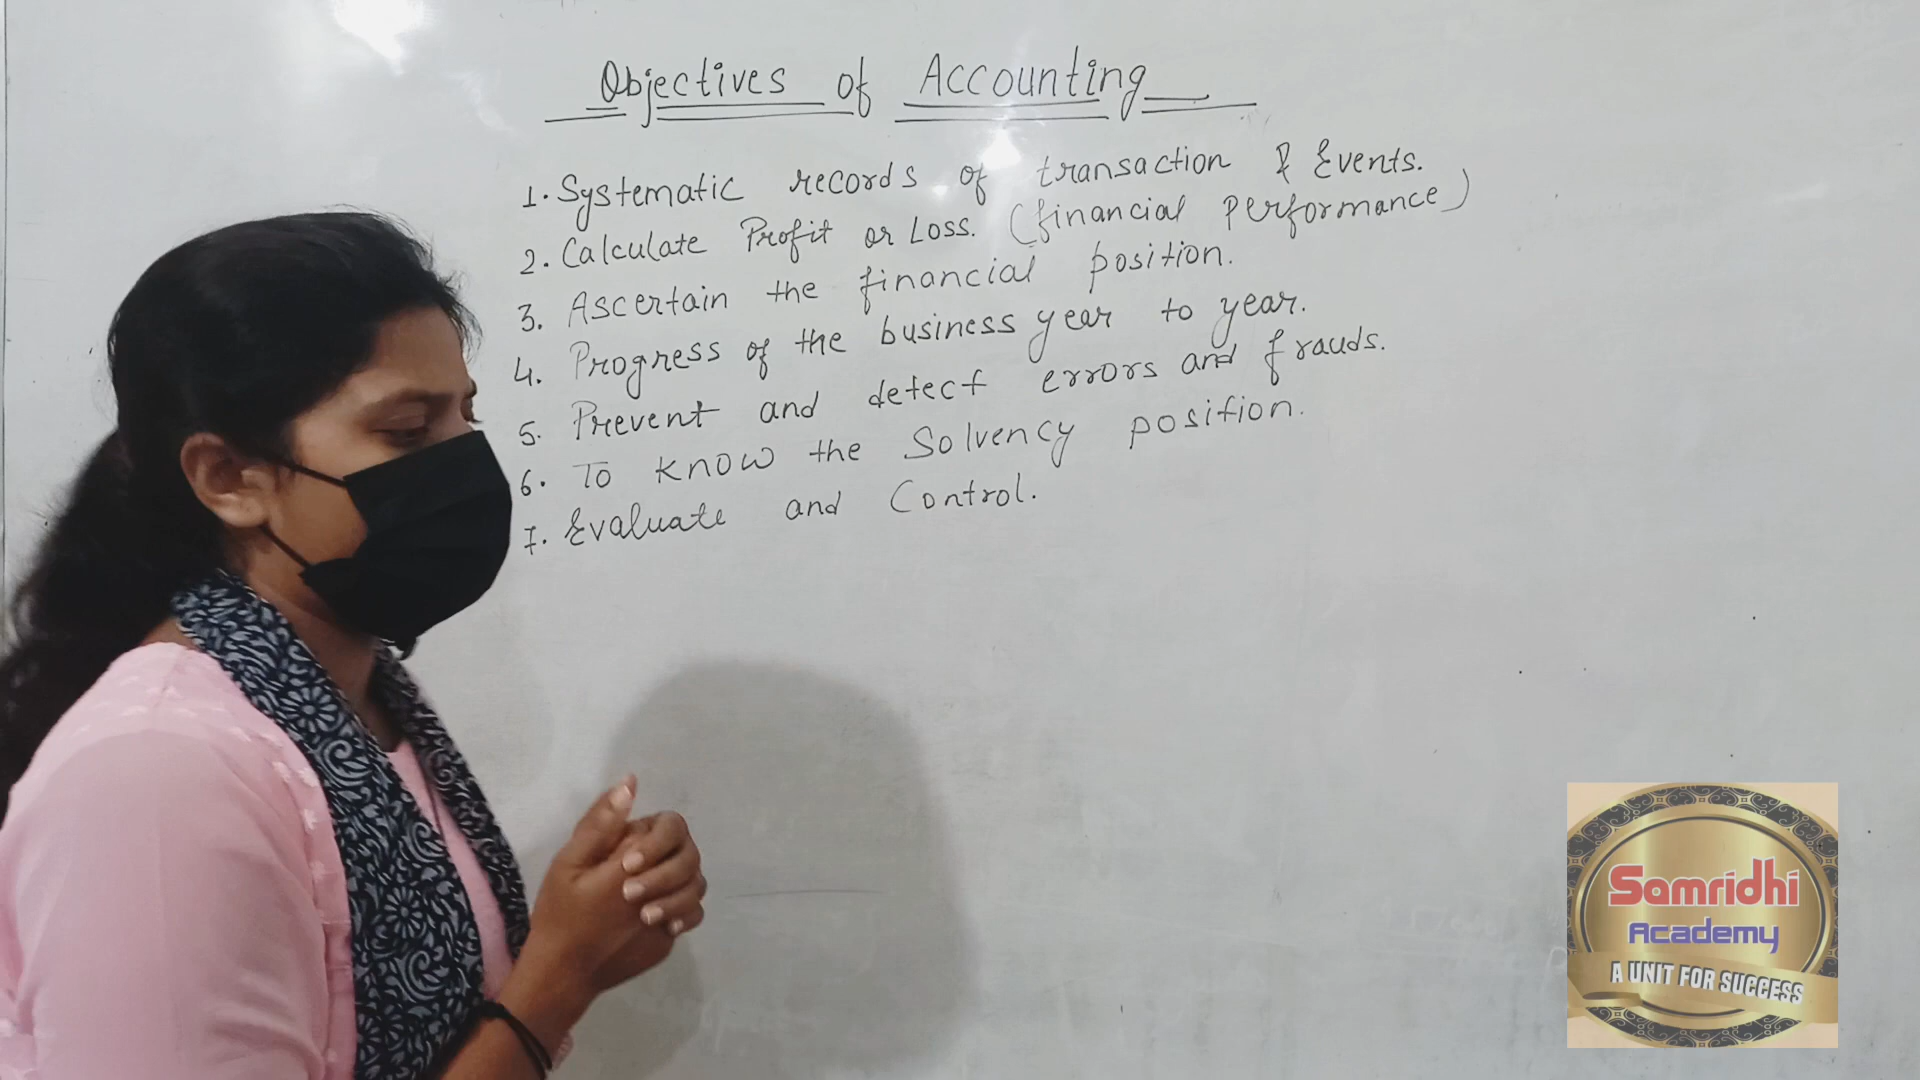 Objectives of Accounting
1. Systematic records of transaction & Events.
2. Calculate Profit or Loss. (financial performance)
3. Ascertain the financial position.
4. Progress of the business year to year.
5. Prevent and detect errors and frauds.
6. To know the Solvency position.
7. Evaluate and Control.
Samridhi
Academy
A UNIT FOR SUCCESS